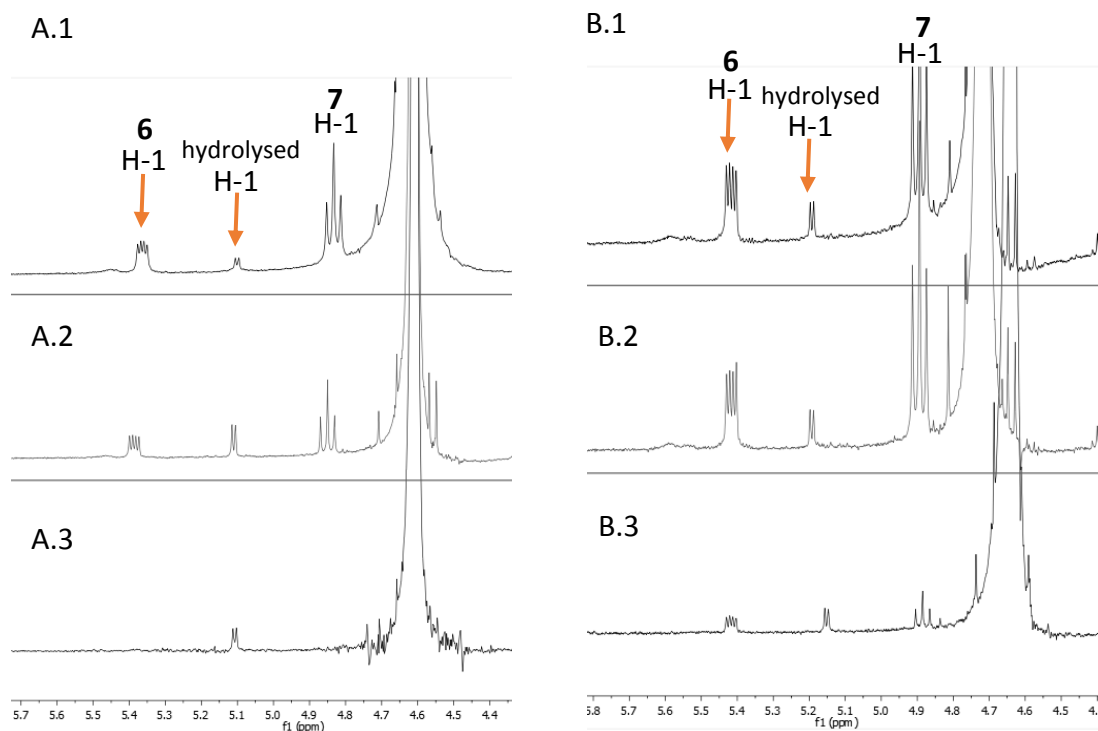 A.1
6
H-1
hydrolysed
H-1
7
H-1
A.2
A.3
5.7 5.6 5.5 5.4 5.3 5.2 5.1 5.0 4.9 4.8 4.7 4.6 4.5 4.4
f1 (ppm)
B.1
6
H-1
hydrolysed
H-1
7
H-1
B.2
B.3
5.8 5.7 5.6 5.5 5.4 5.3 5.2 5.1 5.0 4.9 4.8 4.7 4.6 4.5
f1 (ppm)